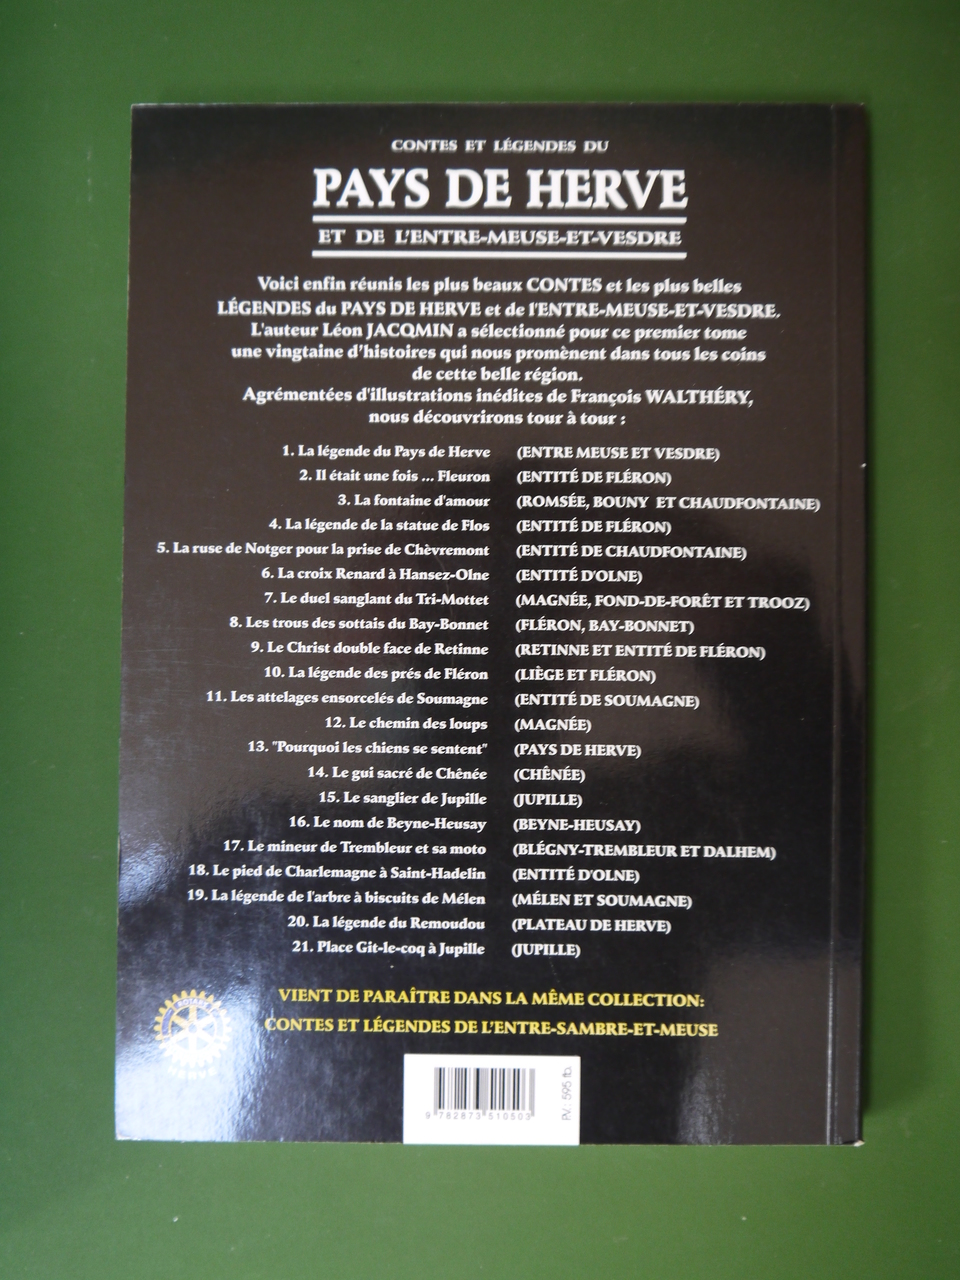 CONTES ET LÉGENDES DU
PAYS DE HERVE
ET DE L'ENTRE-MEUSE-ET-VESDRE
Voici enfin réunis les plus beaux CONTES et les plus belles
LÉGENDES du PAYS DE HERVE et de l'ENTRE-MEUSE-ET-VESDRE.
L'auteur Léon JACQMIN a sélectionné pour ce premier tome
une vingtaine d'histoires qui nous promènent dans tous les coins
de cette belle région.
Agrémentées d'illustrations inédites de François WALTHÉRY,
nous découvrirons tour à tour :
1. La légende du Pays de Herve (ENTRE MEUSE ET VESDRE)
2. Il était une fois ... Fleuron (ENTITÉ DE FLÉRON)
3. La fontaine d'amour (ROMSÉE, BOUNY ET CHAUDFONTAINE)
4. La légende de la statue de Flos (ENTITÉ DE FLÉRON)
5. La ruse de Notger pour la prise de Chèvremont (ENTITÉ DE CHAUDFONTAINE)
6. La croix Renard à Hansez-Olne (ENTITÉ D'OLNE)
7. Le duel sanglant du Tri-Mottet (MAGNÉE, FOND-DE-FORÊT ET TROOZ)
8. Les trous des sottais du Bay-Bonnet (FLÉRON, BAY-BONNET)
9. Le Christ double face de Retinne (RETINNE ET ENTITÉ DE FLÉRON)
10. La légende des prés de Fléron (LIÈGE ET FLÉRON)
11. Les attelages ensorcelés de Soumagne (ENTITÉ DE SOUMAGNE)
12. Le chemin des loups (MAGNÉE)
13. "Pourquoi les chiens se sentent" (PAYS DE HERVE)
14. Le gui sacré de Chênée (CHÊNÉE)
15. Le sanglier de Jupille (JUPILLE)
16. Le nom de Beyne-Heusay (BEYNE-HEUSAY)
17. Le mineur de Trembleur et sa moto (BLÉGNY-TREMBLEUR ET DALHEM)
18. Le pied de Charlemagne à Saint-Hadelin (ENTITÉ D'OLNE)
19. La légende de l'arbre à biscuits de Mélen (MÉLEN ET SOUMAGNE)
20. La légende du Remoudou (PLATEAU DE HERVE)
21. Place Git-le-coq à Jupille (JUPILLE)
VIENT DE PARAÎTRE DANS LA MÊME COLLECTION:
CONTES ET LÉGENDES DE L'ENTRE-SAMBRE-ET-MEUSE
ROTARY
HERVE
9 782873 510503
P.V.: 595 fb.